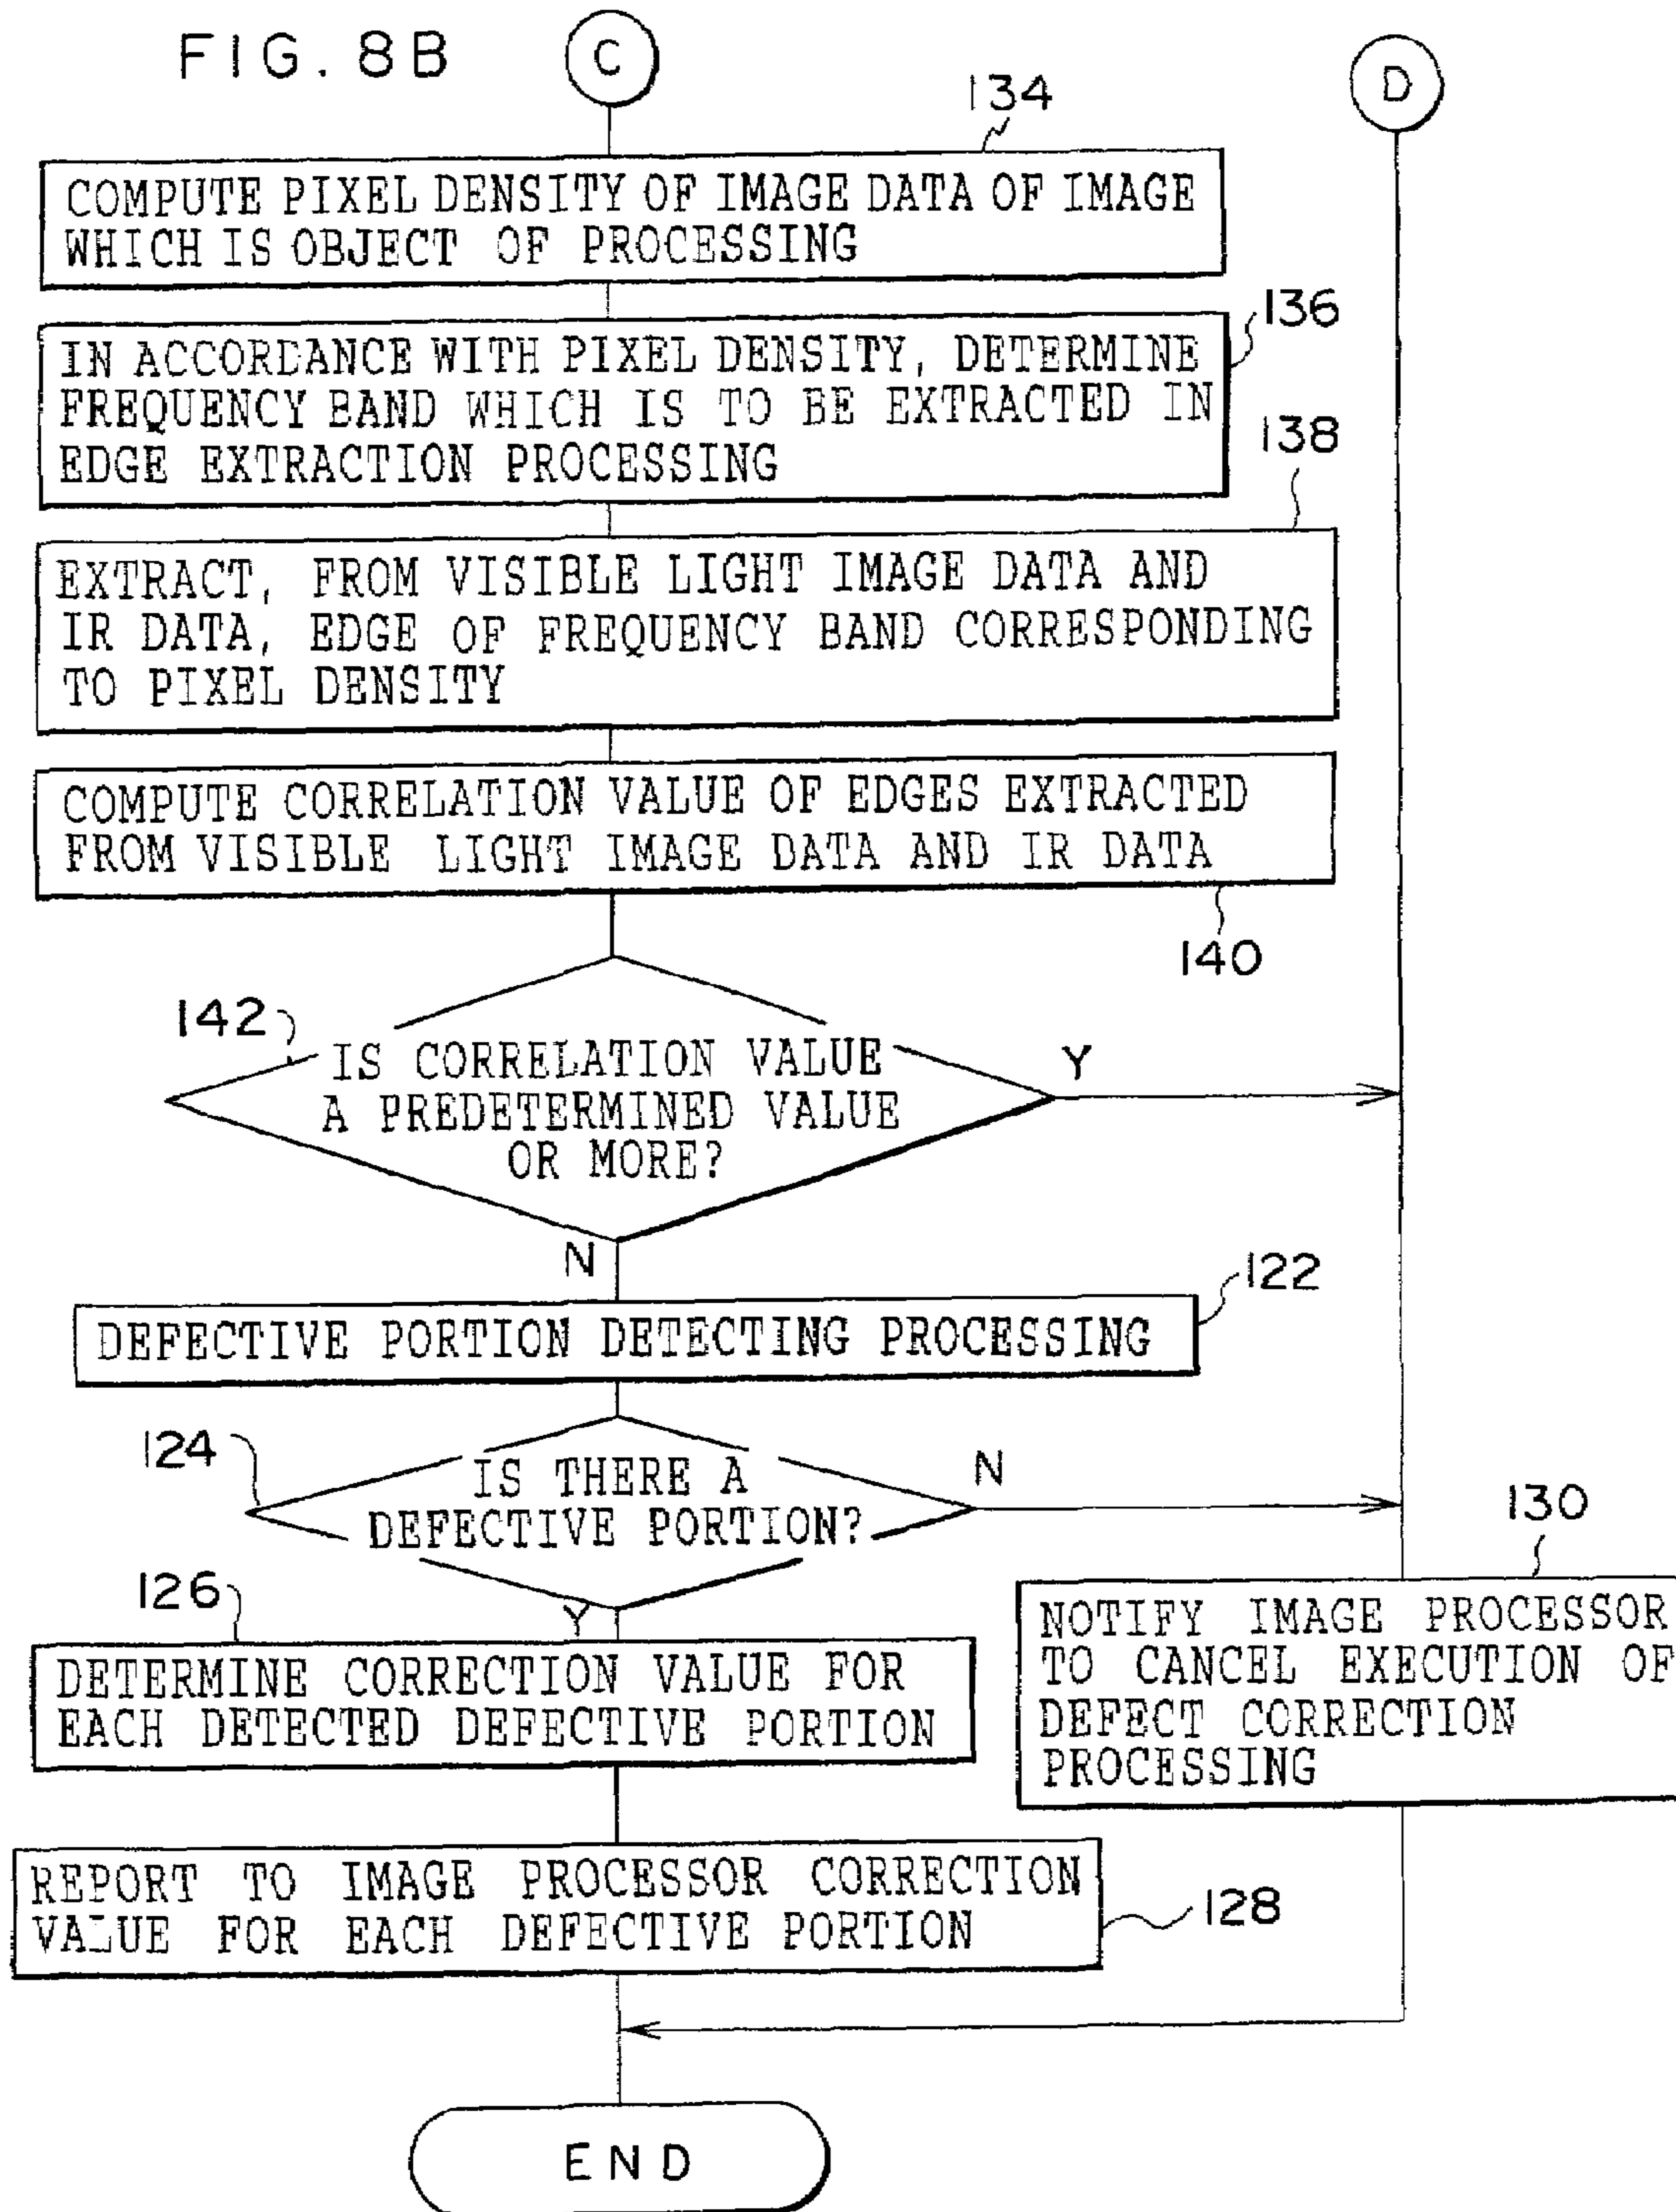 FIG. 8B
C
D
134
COMPUTE PIXEL DENSITY OF IMAGE DATA OF IMAGE
WHICH IS OBJECT OF PROCESSING
136
IN ACCORDANCE WITH PIXEL DENSITY, DETERMINE
FREQUENCY BAND WHICH IS TO BE EXTRACTED IN
EDGE EXTRACTION PROCESSING
138
EXTRACT, FROM VISIBLE LIGHT IMAGE DATA AND
IR DATA, EDGE OF FREQUENCY BAND CORRESPONDING
TO PIXEL DENSITY
COMPUTE CORRELATION VALUE OF EDGES EXTRACTED
FROM VISIBLE LIGHT IMAGE DATA AND IR DATA
140
142
IS CORRELATION VALUE
A PREDETERMINED VALUE
OR MORE?
Y
N
122
DEFECTIVE PORTION DETECTING PROCESSING
124
IS THERE A
DEFECTIVE PORTION?
N
Y
126
DETERMINE CORRECTION VALUE FOR
EACH DETECTED DEFECTIVE PORTION
130
NOTIFY IMAGE PROCESSOR
TO CANCEL EXECUTION OF
DEFECT CORRECTION
PROCESSING
REPORT TO IMAGE PROCESSOR CORRECTION
VALUE FOR EACH DEFECTIVE PORTION
128
END